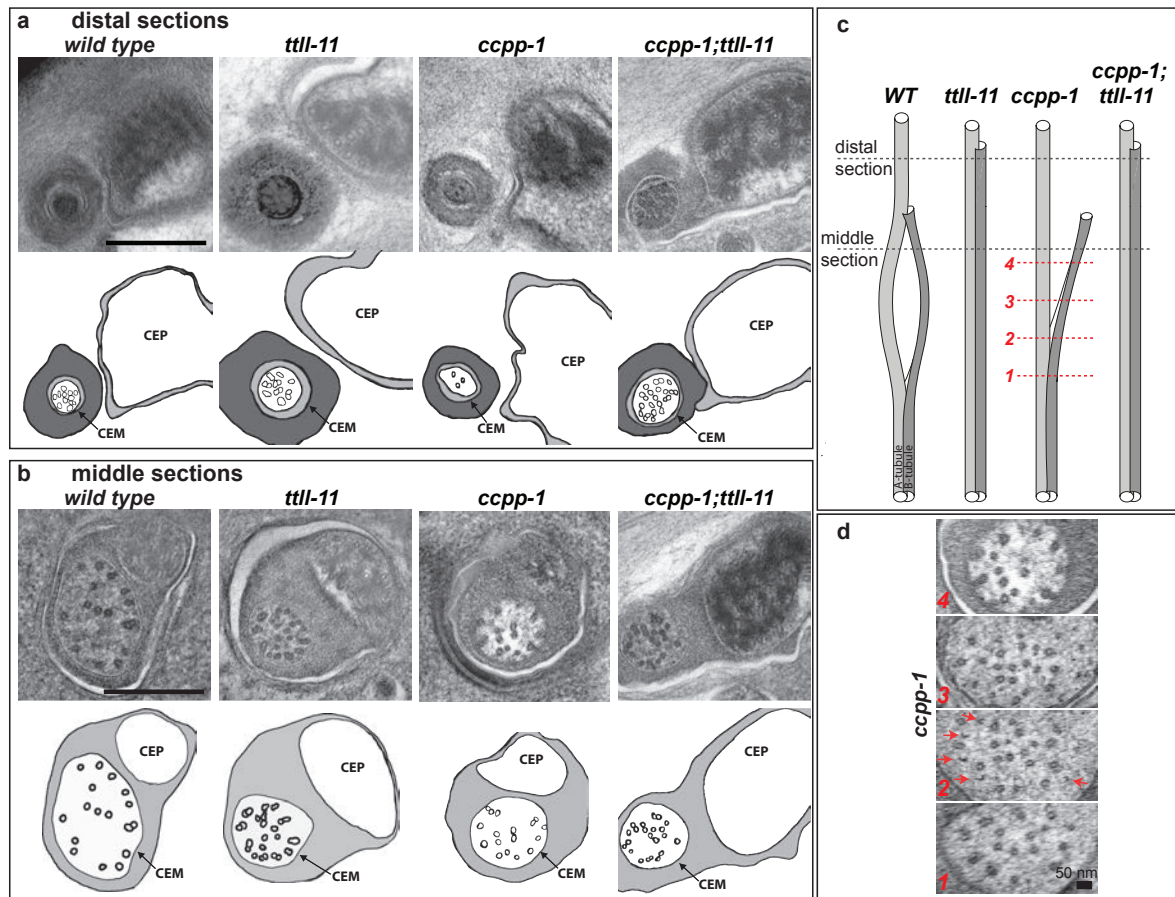 a distal sections
wild type ttll-11 ccpp-1 ccpp-1;ttll-11
CEP CEP CEP CEP
CEM CEM CEM CEM
b middle sections
wild type ttll-11 ccpp-1 ccpp-1;ttll-11
CEP CEP CEP CEP
CEM CEM CEM CEM
c
WT ttll-11 ccpp-1 ccpp-1;
ttll-11
distal
section
middle
section
4
3
2
1
A-tubule
B-tubule
d
ccpp-1
4
3
2
1
50 nm